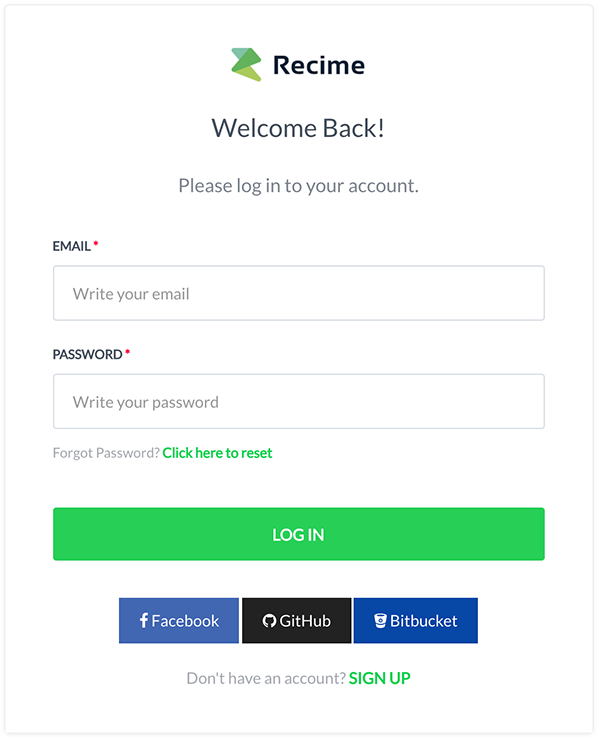 Recime
Welcome Back!
Please log in to your account.
EMAIL *
Write your email
PASSWORD *
Write your password
Forgot Password? Click here to reset
LOG IN
Facebook GitHub Bitbucket
Don't have an account? SIGN UP